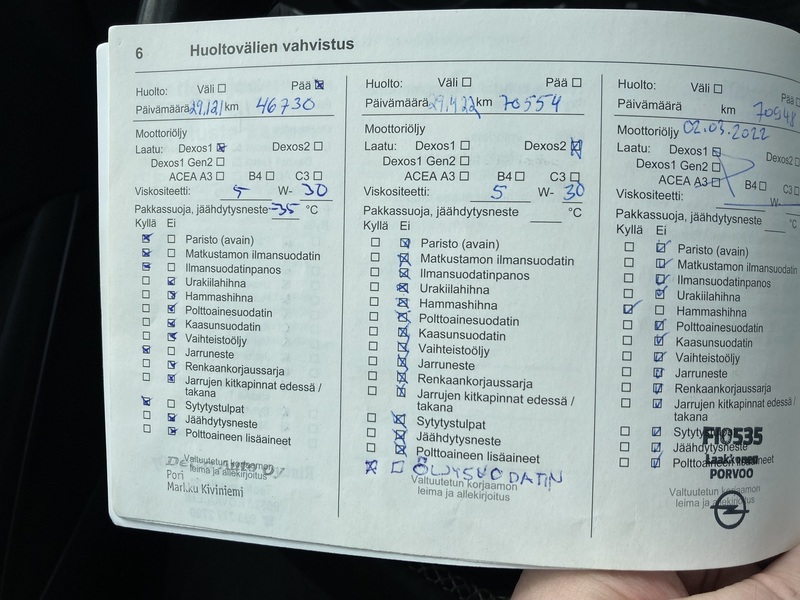 6 Huoltovälien vahvistus
Huolto: Väli Pää
Päivämäärä km 46730
Moottoriöljy
Laatu: Dexos1 Dexos2
Dexos1 Gen2
ACEA A3 B4 C3
Viskositeetti: 5 W- 30
Pakkassuoja, jäähdytysneste -35 °C
Kyllä Ei
Paristo (avain)
Matkustamon ilmansuodatin
Ilmansuodatinpanos
Urakiilahihna
Hammashihna
Polttoainesuodatin
Kaasunsuodatin
Vaihteistoöljy
Jarruneste
Renkaankorjaussarja
Jarrujen kitkapinnat edessä /
takana
Sytytystulpat
Jäähdytysneste
Polttoaineen lisäaineet
Valtuutetun korjaamon
leima ja allekirjoitus
Pori
Markku Kiviniemi
Huolto: Väli Pää
Päivämäärä km 70554
Moottoriöljy
Laatu: Dexos1 Dexos2
Dexos1 Gen2
ACEA A3 B4 C3
Viskositeetti: 5 W- 30
Pakkassuoja, jäähdytysneste °C
Kyllä Ei
Paristo (avain)
Matkustamon ilmansuodatin
Ilmansuodatinpanos
Urakiilahihna
Hammashihna
Polttoainesuodatin
Kaasunsuodatin
Vaihteistoöljy
Jarruneste
Renkaankorjaussarja
Jarrujen kitkapinnat edessä /
takana
Sytytystulpat
Jäähdytysneste
Polttoaineen lisäaineet
ÖLJYSUODATIN
Valtuutetun korjaamon
leima ja allekirjoitus
Huolto: Väli Pää
Päivämäärä km
Moottoriöljy 02.03.2022
Laatu: Dexos1 Dexos2
Dexos1 Gen2
ACEA A3 B4
Viskositeetti: W-
Pakkassuoja, jäähdytysneste °C
Kyllä Ei
Paristo (avain)
Matkustamon ilmansuodatin
Ilmansuodatinpanos
Urakiilahihna
Hammashihna
Polttoainesuodatin
Kaasunsuodatin
Vaihteistoöljy
Jarruneste
Renkaankorjaussarja
Jarrujen kitkapinnat edessä /
takana
Sytytystulpat
Jäähdytysneste
Polttoaineen lisäaineet
FI0535
Laakkonen
PORVOO
Valtuutetun korjaamon
leima ja allekirjoitus